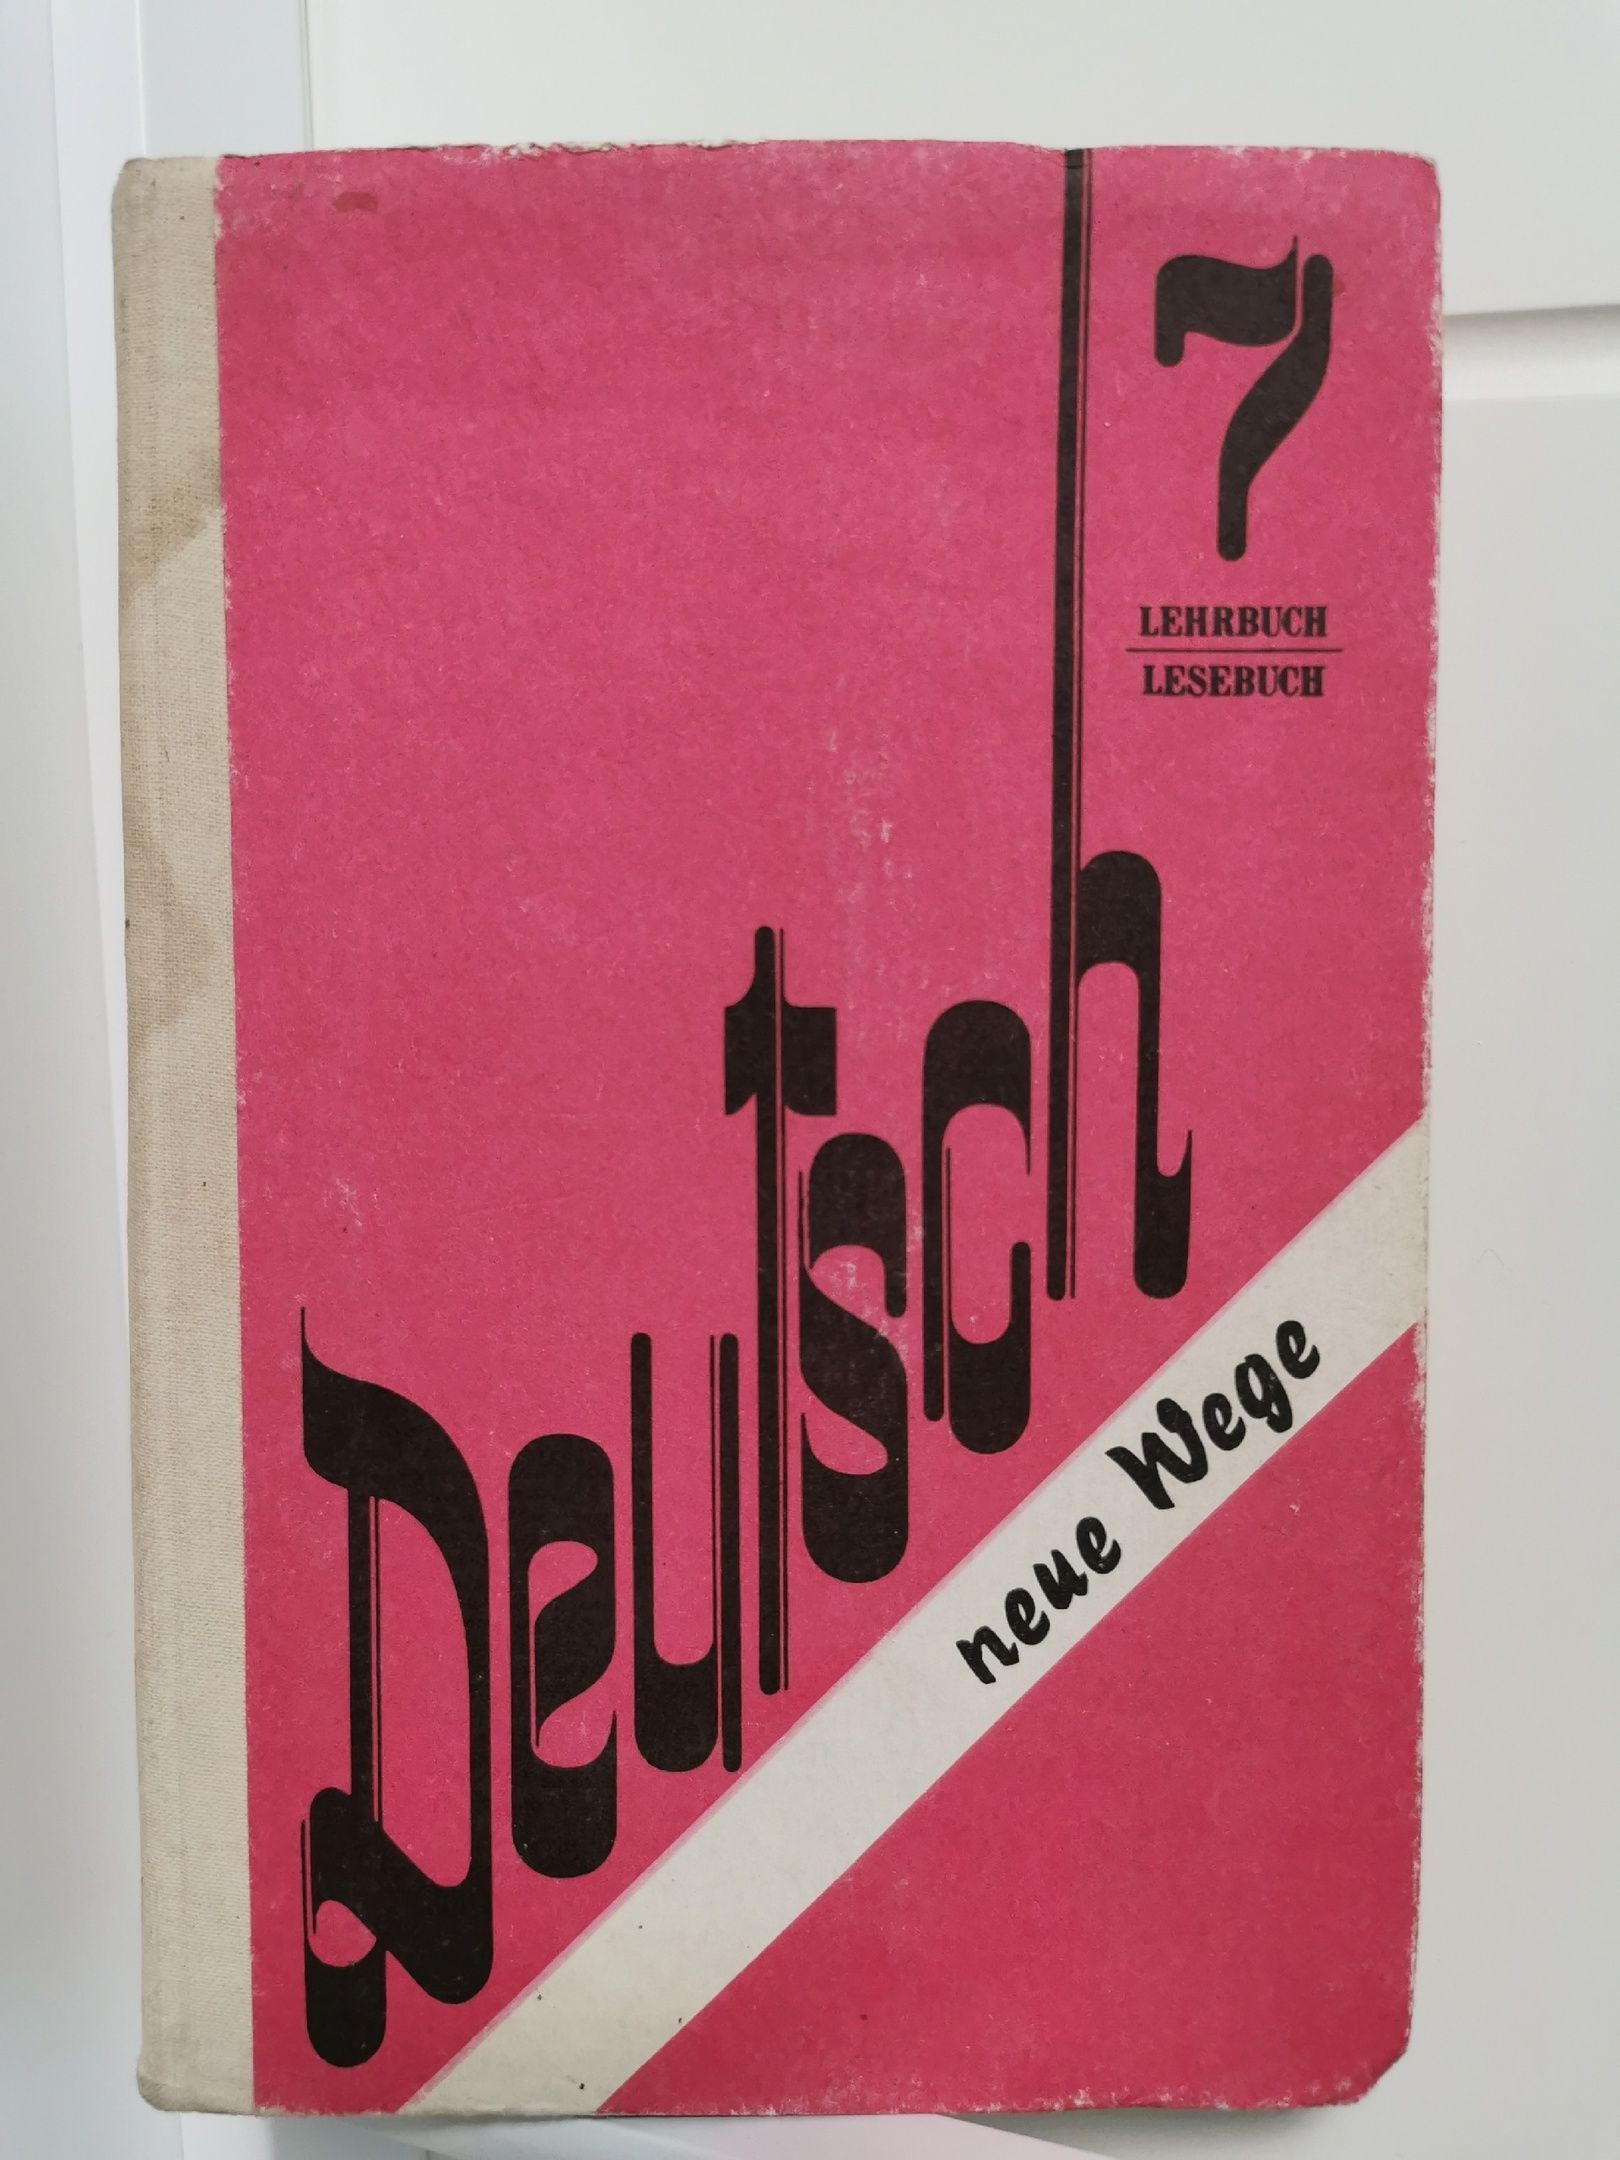 7
LEHRBUCH
LESEBUCH
Deutsch
neue Wege